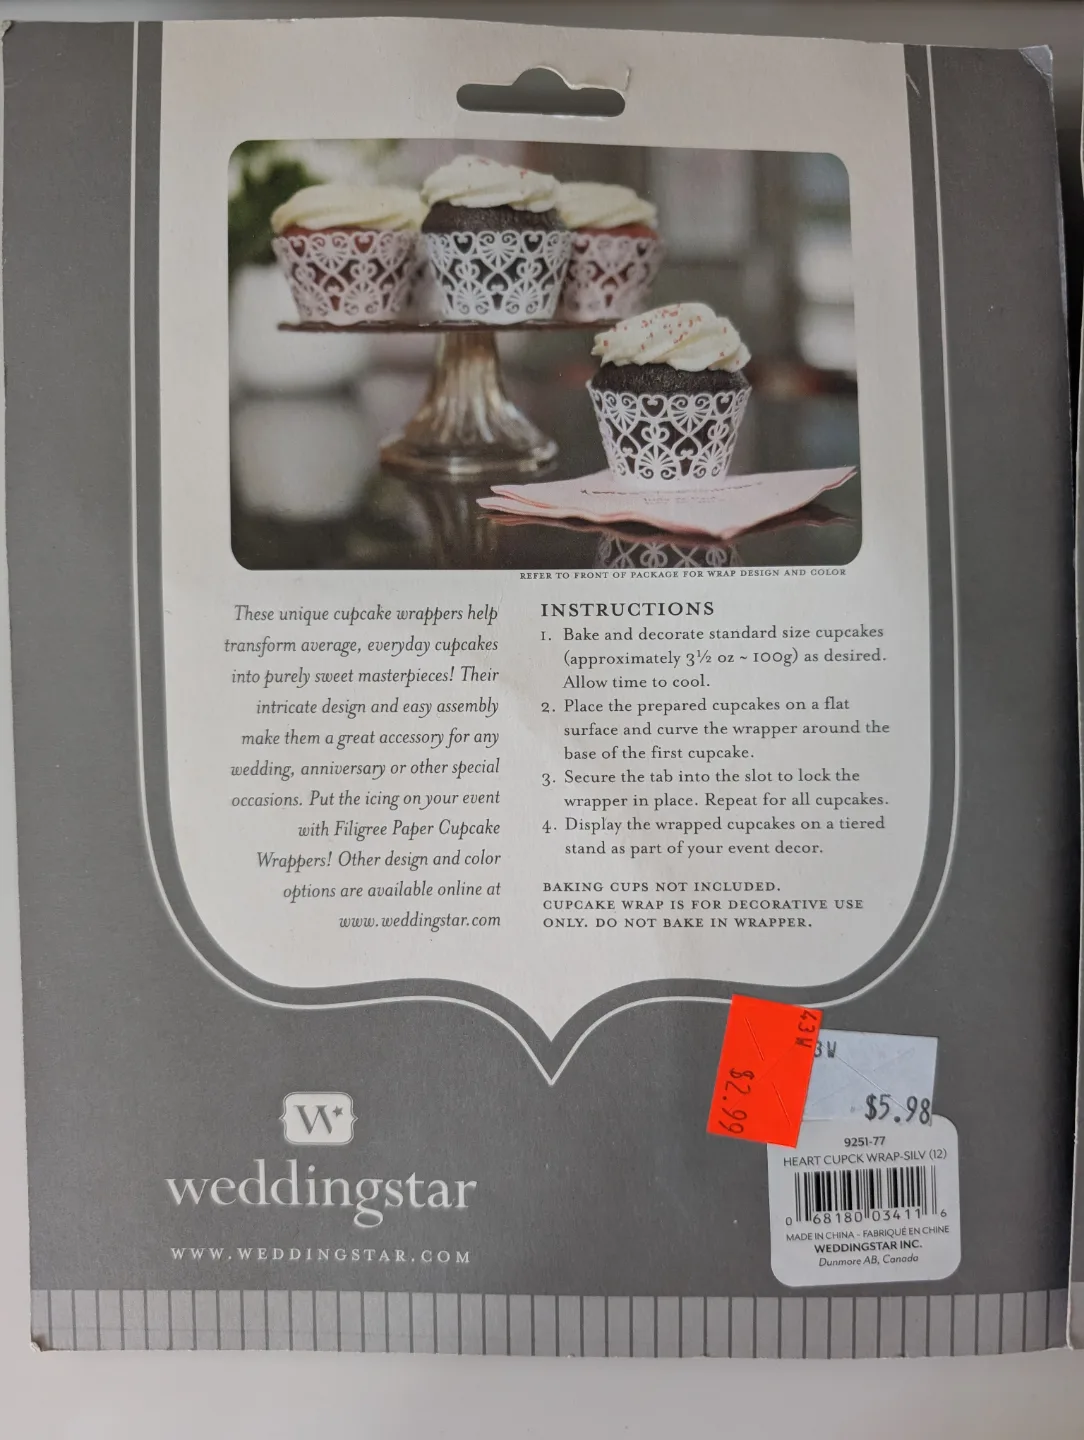 REFER TO FRONT OF PACKAGE FOR WRAP DESIGN AND COLOR
These unique cupcake wrappers help
transform average, everyday cupcakes
into purely sweet masterpieces! Their
intricate design and easy assembly
make them a great accessory for any
wedding, anniversary or other special
occasions. Put the icing on your event
with Filigree Paper Cupcake
Wrappers! Other design and color
options are available online at
www.weddingstar.com
INSTRUCTIONS
1. Bake and decorate standard size cupcakes
(approximately 3½ oz ~ 100g) as desired.
Allow time to cool.
2. Place the prepared cupcakes on a flat
surface and curve the wrapper around the
base of the first cupcake.
3. Secure the tab into the slot to lock the
wrapper in place. Repeat for all cupcakes.
4. Display the wrapped cupcakes on a tiered
stand as part of your event decor.
BAKING CUPS NOT INCLUDED.
CUPCAKE WRAP IS FOR DECORATIVE USE
ONLY. DO NOT BAKE IN WRAPPER.
43W
$2.99
3W
$5.98
W
weddingstar
WWW.WEDDINGSTAR.COM
9251-77
HEART CUPCK WRAP-SILV (12)
0 68180 03411 6
MADE IN CHINA - FABRIQUÉ EN CHINE
WEDDINGSTAR INC.
Dunmore AB, Canada